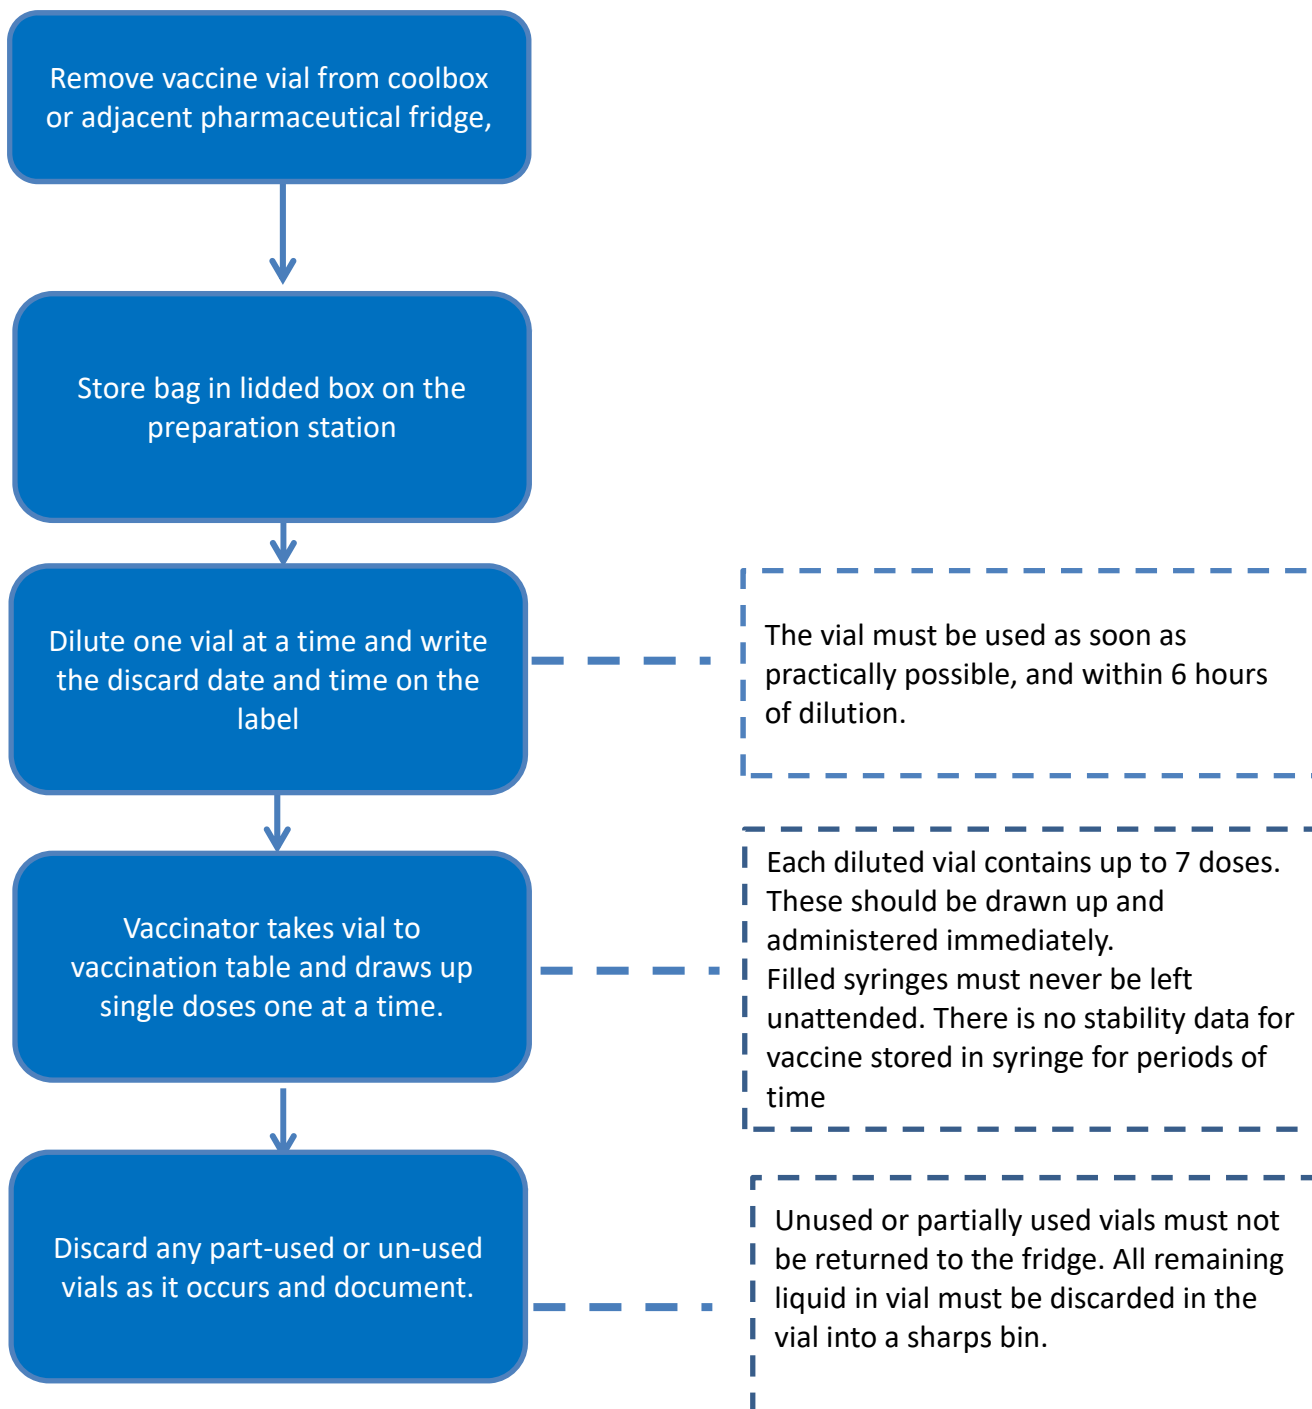 Remove vaccine vial from coolbox
or adjacent pharmaceutical fridge,
Store bag in lidded box on the
preparation station
Dilute one vial at a time and write
the discard date and time on the
label
The vial must be used as soon as
practically possible, and within 6 hours
of dilution.
Vaccinator takes vial to
vaccination table and draws up
single doses one at a time.
Each diluted vial contains up to 7 doses.
These should be drawn up and
administered immediately.
Filled syringes must never be left
unattended. There is no stability data for
vaccine stored in syringe for periods of
time
Discard any part-used or un-used
vials as it occurs and document.
Unused or partially used vials must not
be returned to the fridge. All remaining
liquid in vial must be discarded in the
vial into a sharps bin.